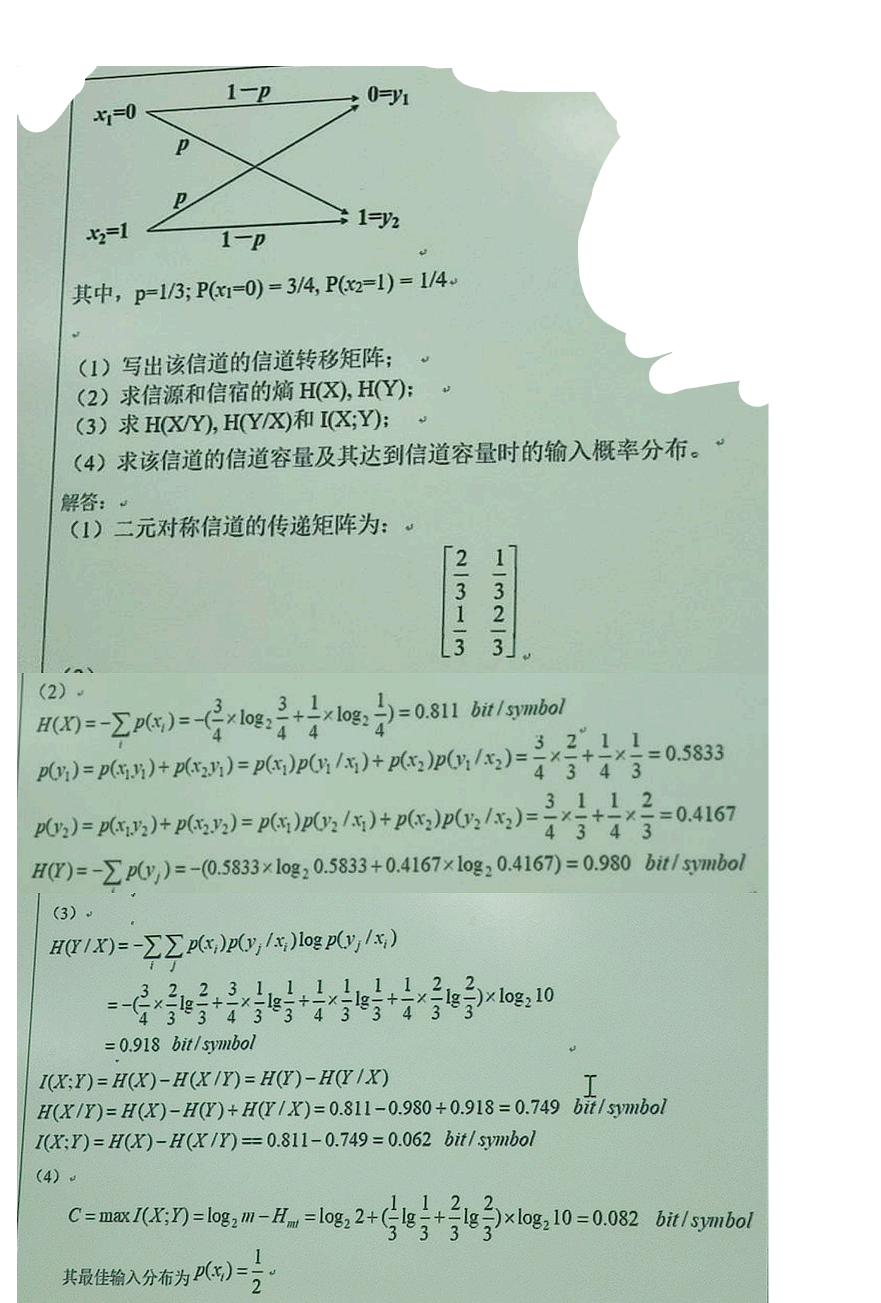 1－p
x₁=0
0=y₁
p
p
x₂=1
1=y₂
1－p
其中，p=1/3; P(x₁=0) = 3/4, P(x₂=1) = 1/4
（1）写出该信道的信道转移矩阵；
（2）求信源和信宿的熵 H(X), H(Y)；
（3）求 H(X/Y), H(Y/X)和 I(X;Y)；
（4）求该信道的信道容量及其达到信道容量时的输入概率分布。
解答：
（1）二元对称信道的传递矩阵为：
[2/3 1/3
1/3 2/3]
（2）
H(X) = −∑ᵢ p(xᵢ) = −(3/4 × log₂ 3/4 + 1/4 × log₂ 1/4) = 0.811 bit / symbol
p(y₁) = p(x₁y₁) + p(x₂y₁) = p(x₁)p(y₁ / x₁) + p(x₂)p(y₁ / x₂) = 3/4 × 2/3 + 1/4 × 1/3 = 0.5833
p(y₂) = p(x₁y₂) + p(x₂y₂) = p(x₁)p(y₂ / x₁) + p(x₂)p(y₂ / x₂) = 3/4 × 1/3 + 1/4 × 2/3 = 0.4167
H(Y) = −∑ p(yⱼ) = −(0.5833 × log₂ 0.5833 + 0.4167 × log₂ 0.4167) = 0.980 bit / symbol
（3）
H(Y / X) = −∑ᵢ∑ⱼ p(xᵢ)p(yⱼ / xᵢ) log p(yⱼ / xᵢ)
= −(3/4 × 2/3 lg 2/3 + 3/4 × 1/3 lg 1/3 + 1/4 × 1/3 lg 1/3 + 1/4 × 2/3 lg 2/3) × log₂ 10
= 0.918 bit / symbol
I(X;Y) = H(X) − H(X / Y) = H(Y) − H(Y / X)
H(X / Y) = H(X) − H(Y) + H(Y / X) = 0.811 − 0.980 + 0.918 = 0.749 bit / symbol
I(X;Y) = H(X) − H(X / Y) == 0.811 − 0.749 = 0.062 bit / symbol
（4）
C = max I(X;Y) = log₂ m − Hₘᵢ = log₂ 2 + (1/3 lg 1/3 + 2/3 lg 2/3) × log₂ 10 = 0.082 bit / symbol
其最佳输入分布为 p(xᵢ) = 1/2